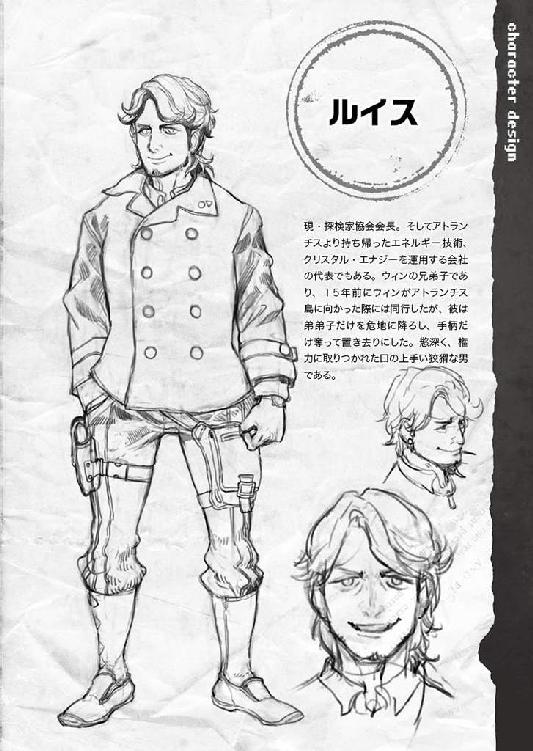 character design
ルイス
現・探検家協会会長。そしてアトラン
チスより持ち帰ったエネルギー技術、
クリスタル・エナジーを運用する会社
の代表でもある。ウィンの兄弟子であ
り、15年前にウィンがアトランチス
島に向かった際には同行したが、彼は
弟弟子だけを危地に降ろし、手柄だ
け奪って置き去りにした。慾深く、権
力に取りつかれた口の上手い狡猾な男
である。